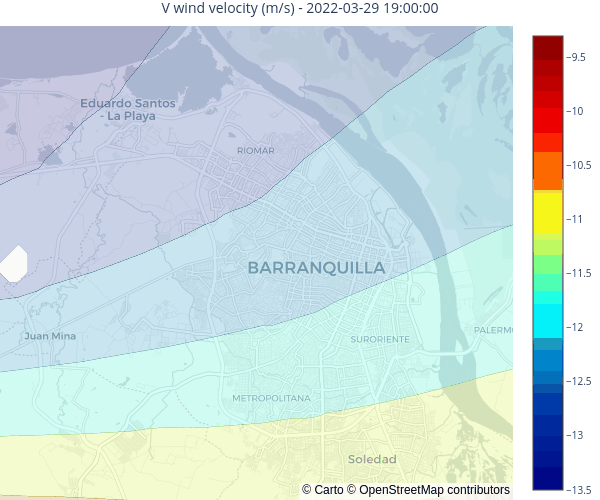 V wind velocity (m/s) - 2022-03-29 19:00:00
Eduardo Santos
- La Playa
RIOMAR
BARRANQUILLA
Juan Mina
SURORIENTE
PALERMO
METROPOLITANA
Soledad
© Carto © OpenStreetMap contributors
−9.5
−10
−10.5
−11
−11.5
−12
−12.5
−13
−13.5